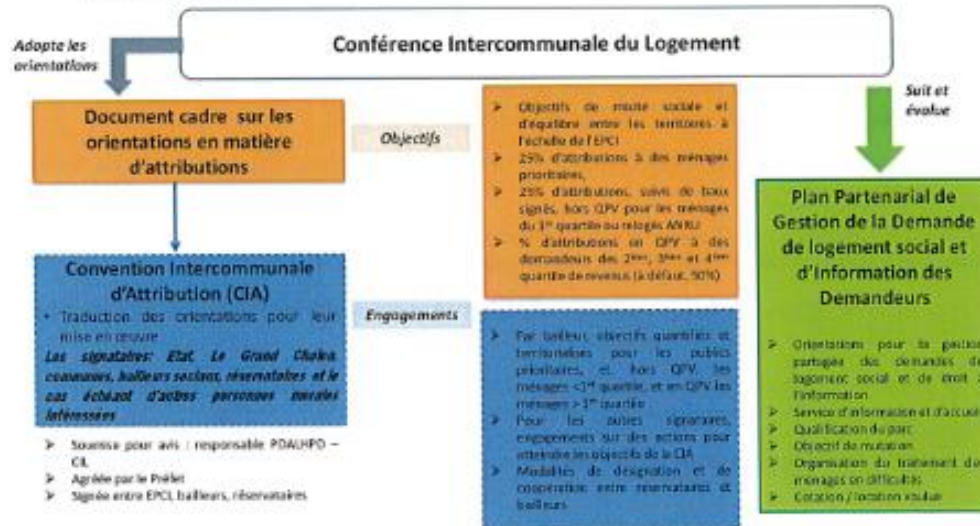 Conférence Intercommunale du Logement
Adopte les
orientations
Document cadre sur les
orientations en matière
d'attributions
Objectifs
➢ Objectifs de mixité sociale et
d'équilibre entre les territoires à
l'échelle de l'EPCI
➢ 25% d'attributions à des ménages
prioritaires,
➢ 25% d'attributions, suivis de baux
signés, hors QPV pour les ménages
du 1er quartile ou relogés ANRU
➢ % d'attributions en QPV à des
demandeurs des 2ème, 3ème et 4ème
quartile de revenus (à défaut, 50%)
Convention Intercommunale
d'Attribution (CIA)
• Traduction des orientations pour leur
mise en œuvre
Les signataires: Etat, Le Grand Chalon,
communes, bailleurs sociaux, réservataires et le
cas échéant d'autres personnes morales
intéressées
➢ Soumise pour avis : responsable PDALHPD –
CIL
➢ Agréée par le Préfet
➢ Signée entre EPCI, bailleurs, réservataires
Engagements
➢ Par bailleur, objectifs quantifiés et
territorialisés pour les publics
prioritaires, et, hors QPV, les
ménages <1er quartile, et en QPV les
ménages > 1er quartile
➢ Pour les autres signataires,
engagements sur des actions pour
atteindre les objectifs de la CIA
➢ Modalités de désignation et de
coopération entre réservataires et
bailleurs
Suit et
évalue
Plan Partenarial de
Gestion de la Demande
de logement social et
d'Information des
Demandeurs
➢ Orientations pour la gestion
partagée des demandes de
logement social et de droit
l'information
➢ Service d'information et d'accueil
➢ Qualification du parc
➢ Objectif de mutation
➢ Organisation du traitement des
ménages en difficultés
➢ Cotation / location voulue